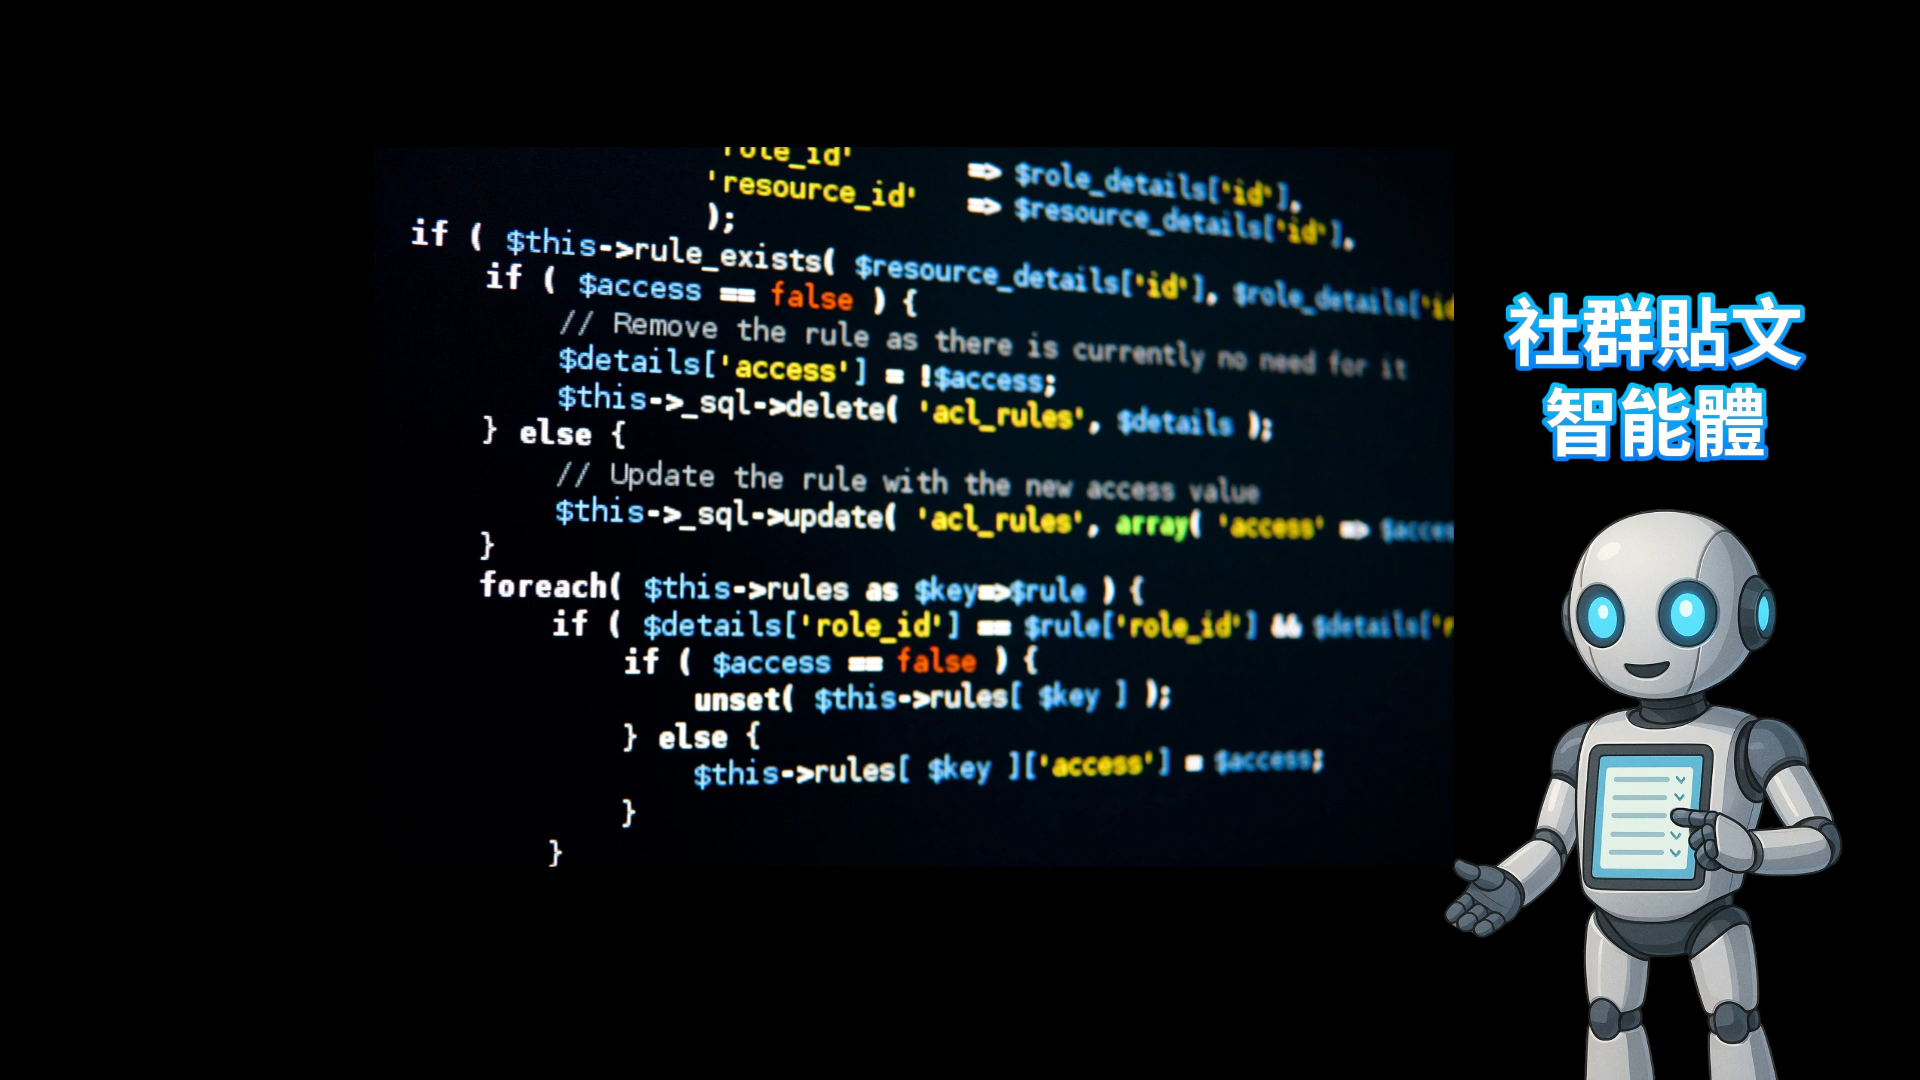 'role_id' => $role_details['id'],
'resource_id' => $resource_details['id'],
);
if ( $this->rule_exists( $resource_details['id'], $role_details['id
if ( $access == false ) {
// Remove the rule as there is currently no need for it
$details['access'] = !$access;
$this->_sql->delete( 'acl_rules', $details );
} else {
// Update the rule with the new access value
$this->_sql->update( 'acl_rules', array( 'access' => $acces
}
foreach( $this->rules as $key=>$rule ) {
if ( $details['role_id'] == $rule['role_id'] && $details['r
if ( $access == false ) {
unset( $this->rules[ $key ] );
} else {
$this->rules[ $key ]['access'] = $access;
}
}
社群貼文
智能體